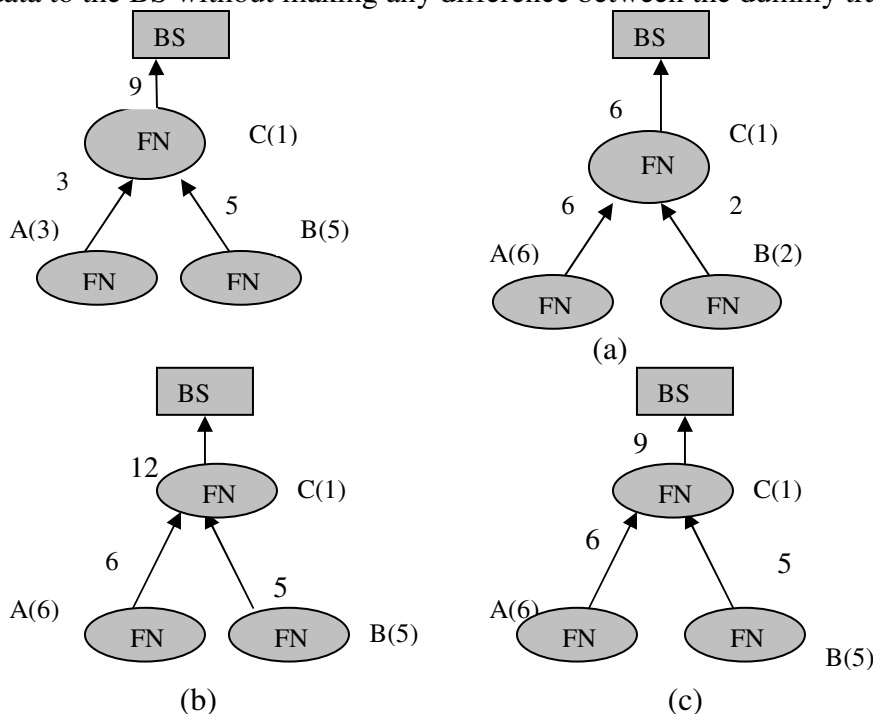 data to the BS without making any difference between the dummy
BS
9
FN
C(1)
3
5
A(3)
B(5)
FN
FN
BS
6
FN
C(1)
6
2
A(6)
B(2)
FN
FN
(a)
BS
12
FN
C(1)
6
5
A(6)
B(5)
FN
FN
(b)
BS
9
FN
C(1)
6
5
A(6)
B(5)
FN
FN
(c)